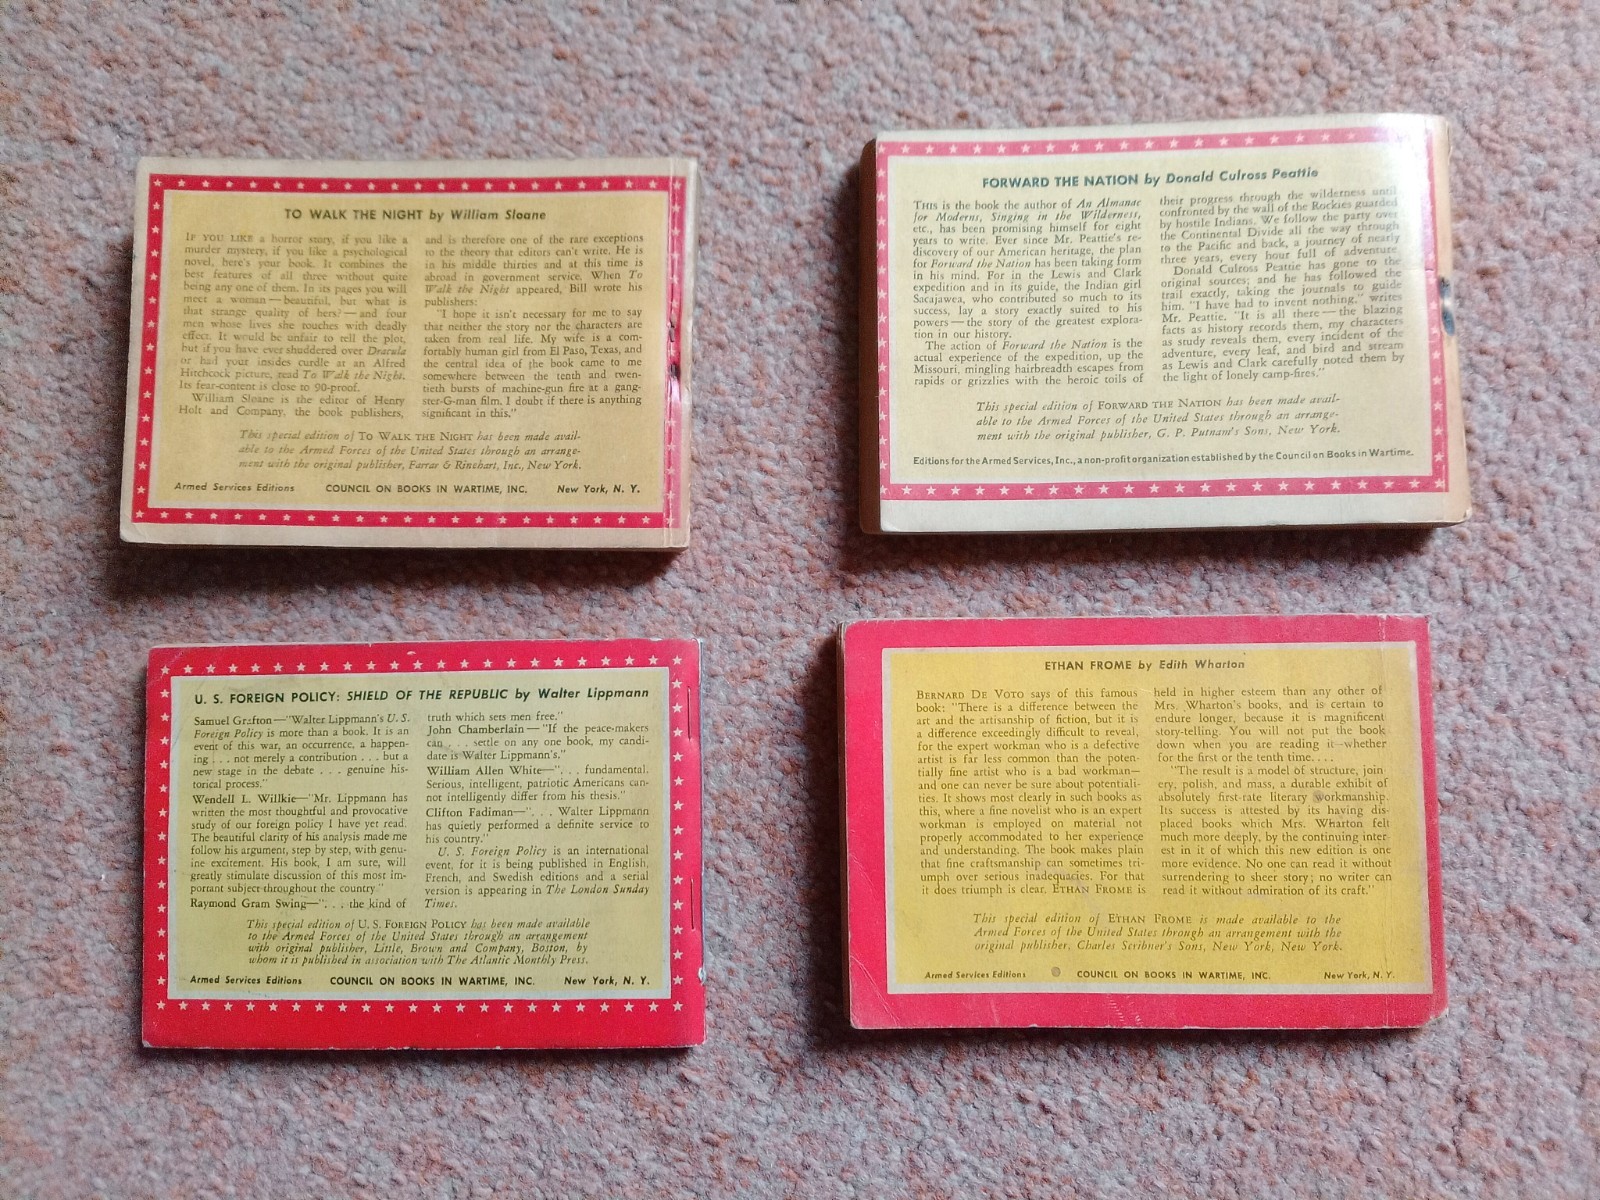 TO WALK THE NIGHT by William Sloane
IF YOU LIKE a horror story, if you like a
murder mystery, if you like a psychological
novel, here's your book. It combines the
best features of all three without quite
being any one of them. In its pages you will
meet a woman—beautiful, but what is
that strange quality of hers?—and four
men whose lives she touches with deadly
effect. It would be unfair to tell the plot,
but if you have ever shuddered over Dracula
or had your insides curdle at an Alfred
Hitchcock picture, read To Walk the Night.
Its fear-content is close to 90-proof.
William Sloane is the editor of Henry
Holt and Company, the book publishers,
and is therefore one of the rare exceptions
to the theory that editors can't write. He is
in his middle thirties and at this time is
abroad in government service. When To
Walk the Night appeared, Bill wrote his
publishers:
"I hope it isn't necessary for me to say
that neither the story nor the characters are
taken from real life. My wife is a com-
fortably human girl from El Paso, Texas, and
the central idea of the book came to me
somewhere between the tenth and twen-
tieth bursts of machine-gun fire at a gang-
ster-G-man film. I doubt if there is anything
significant in this."
This special edition of TO WALK THE NIGHT has been made avail-
able to the Armed Forces of the United States through an arrange-
ment with the original publisher, Farrar & Rinehart, Inc., New York.
Armed Services Editions COUNCIL ON BOOKS IN WARTIME, INC. New York, N. Y.
FORWARD THE NATION by Donald Culross Peattie
THIS is the book the author of An Almanac
for Moderns, Singing in the Wilderness,
etc., has been promising himself for eight
years to write. Ever since Mr. Peattie's re-
discovery of our American heritage, the plan
for Forward the Nation has been taking form
in his mind. For in the Lewis and Clark
expedition and in its guide, the Indian girl
Sacajawea, who contributed so much to its
success, lay a story exactly suited to his
powers—the story of the greatest explora-
tion in our history.
The action of Forward the Nation is the
actual experience of the expedition, up the
Missouri, mingling hairbreadth escapes from
rapids or grizzlies with the heroic toils of
their progress through the wilderness until
confronted by the wall of the Rockies guarded
by hostile Indians. We follow the party over
the Continental Divide all the way through
to the Pacific and back, a journey of nearly
three years, every hour full of adventure.
Donald Culross Peattie has gone to the
original sources; and he has followed the
trail exactly, taking the journals to guide
him. "I have had to invent nothing," writes
Mr. Peattie. "It is all there—the blazing
facts as history records them, my characters
as study reveals them, every incident of the
adventure, every leaf, and bird and stream
as Lewis and Clark carefully noted them by
the light of lonely camp-fires."
This special edition of FORWARD THE NATION has been made avail-
able to the Armed Forces of the United States through an arrange-
ment with the original publisher, G. P. Putnam's Sons, New York.
Editions for the Armed Services, Inc., a non-profit organization established by the Council on Books in Wartime.
U. S. FOREIGN POLICY: SHIELD OF THE REPUBLIC by Walter Lippmann
Samuel Grafton—"Walter Lippmann's U. S.
Foreign Policy is more than a book. It is an
event of this war, an occurrence, a happen-
ing . . . not merely a contribution . . . but a
new stage in the debate . . . genuine his-
torical process."
Wendell L. Willkie—"Mr. Lippmann has
written the most thoughtful and provocative
study of our foreign policy I have yet read.
The beautiful clarity of his analysis made me
follow his argument, step by step, with genu-
ine excitement. His book, I am sure, will
greatly stimulate discussion of this most im-
portant subject throughout the country."
Raymond Gram Swing—". . . the kind of
truth which sets men free."
John Chamberlain—"If the peace-makers
can . . . settle on any one book, my candi-
date is Walter Lippmann's."
William Allen White—". . . fundamental.
Serious, intelligent, patriotic Americans can-
not intelligently differ from his thesis."
Clifton Fadiman—". . . Walter Lippmann
has quietly performed a definite service to
his country."
U. S. Foreign Policy is an international
event, for it is being published in English,
French, and Swedish editions and a serial
version is appearing in The London Sunday
Times.
This special edition of U. S. FOREIGN POLICY has been made available
to the Armed Forces of the United States through an arrangement
with original publisher, Little, Brown and Company, Boston, by
whom it is published in association with The Atlantic Monthly Press.
Armed Services Editions COUNCIL ON BOOKS IN WARTIME, INC. New York, N. Y.
ETHAN FROME by Edith Wharton
BERNARD DE VOTO says of this famous
book: "There is a difference between the
art and the artisanship of fiction, but it is
a difference exceedingly difficult to reveal,
for the expert workman who is a defective
artist is far less common than the poten-
tially fine artist who is a bad workman—
and one can never be sure about potentiali-
ties. It shows most clearly in such books as
this, where a fine novelist who is an expert
workman is employed on material not
properly accommodated to her experience
and understanding. The book makes plain
that fine craftsmanship can sometimes tri-
umph over serious inadequacies. For that
it does triumph is clear. ETHAN FROME is
held in higher esteem than any other of
Mrs. Wharton's books, and is certain to
endure longer, because it is magnificent
story-telling. You will not put the book
down when you are reading it—whether
for the first or the tenth time. . . .
"The result is a model of structure, join
ery, polish, and mass, a durable exhibit of
absolutely first-rate literary workmanship.
Its success is attested by its having dis-
placed books which Mrs. Wharton felt
much more deeply, by the continuing inter-
est in it of which this new edition is one
more evidence. No one can read it without
surrendering to sheer story; no writer can
read it without admiration of its craft."
This special edition of ETHAN FROME is made available to the
Armed Forces of the United States through an arrangement with the
original publisher, Charles Scribner's Sons, New York, New York.
Armed Services Editions COUNCIL ON BOOKS IN WARTIME, INC. New York, N. Y.